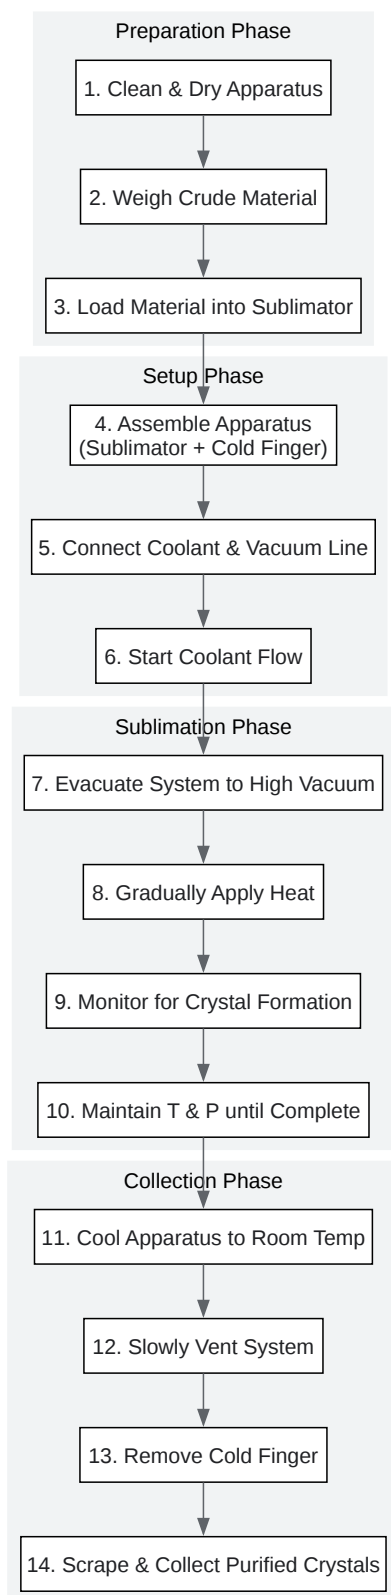 Preparation Phase
1. Clean & Dry Apparatus
2. Weigh Crude Material
3. Load Material into Sublimator
Setup Phase
4. Assemble Apparatus
(Sublimator + Cold Finger)
5. Connect Coolant & Vacuum Line
6. Start Coolant Flow
Sublimation Phase
7. Evacuate System to High Vacuum
8. Gradually Apply Heat
9. Monitor for Crystal Formation
10. Maintain T & P until Complete
Collection Phase
11. Cool Apparatus to Room Temp
12. Slowly Vent System
13. Remove Cold Finger
14. Scrape & Collect Purified Crystals